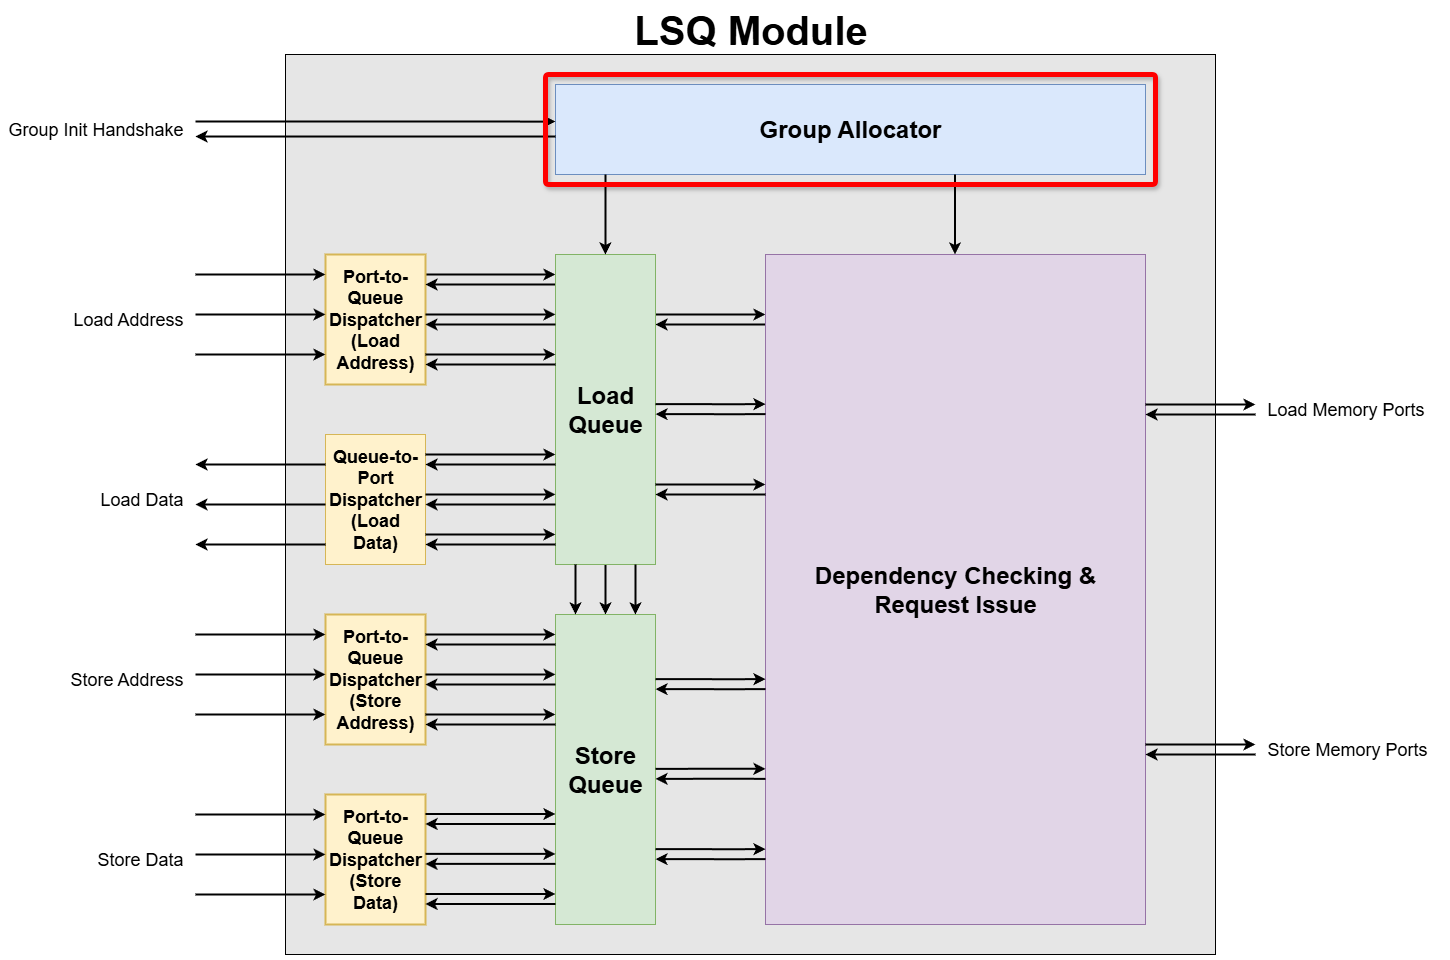 LSQ Module
Group Init Handshake
Group Allocator
Load Address
Port-to-
Queue
Dispatcher
(Load
Address)
Load
Queue
Load Memory Ports
Load Data
Queue-to-
Port
Dispatcher
(Load
Data)
Dependency Checking &
Request Issue
Store Address
Port-to-
Queue
Dispatcher
(Store
Address)
Store
Queue
Store Memory Ports
Store Data
Port-to-
Queue
Dispatcher
(Store
Data)